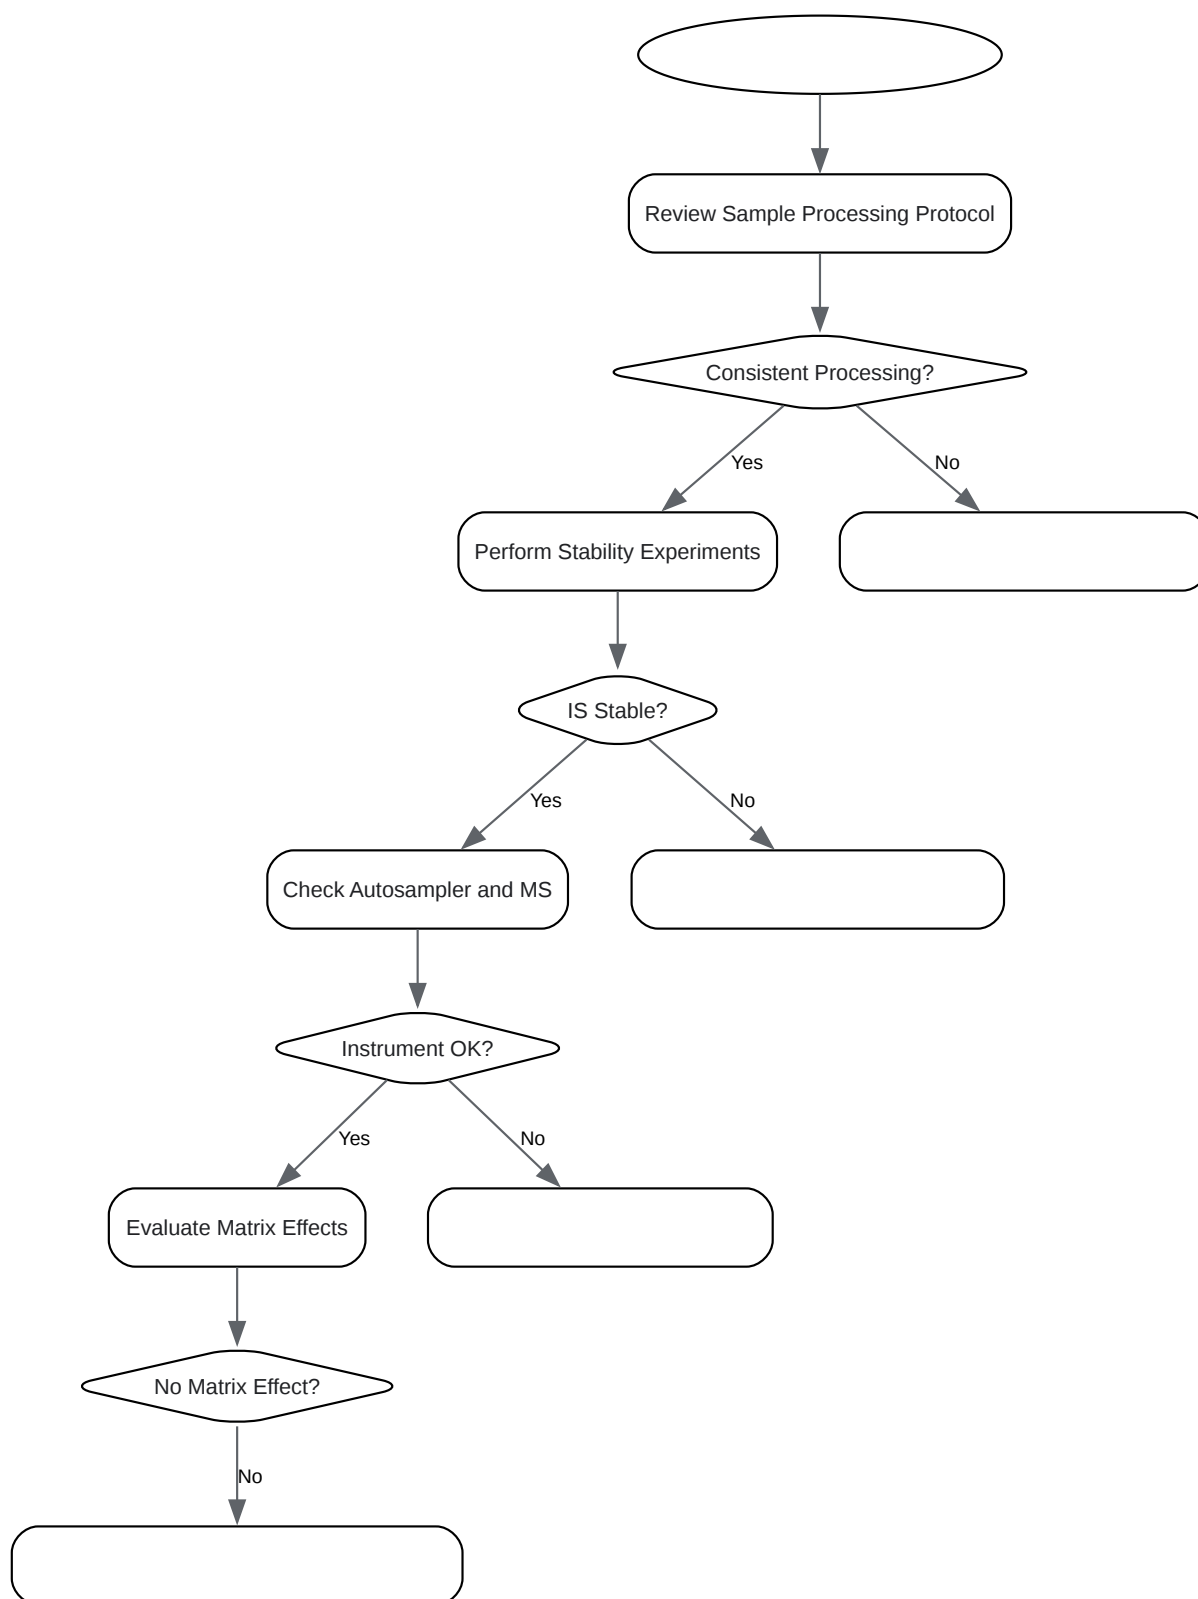 Review Sample Processing Protocol
Consistent Processing?
Yes
No
Perform Stability Experiments
IS Stable?
Yes
No
Check Autosampler and MS
Instrument OK?
Yes
No
Evaluate Matrix Effects
No Matrix Effect?
No